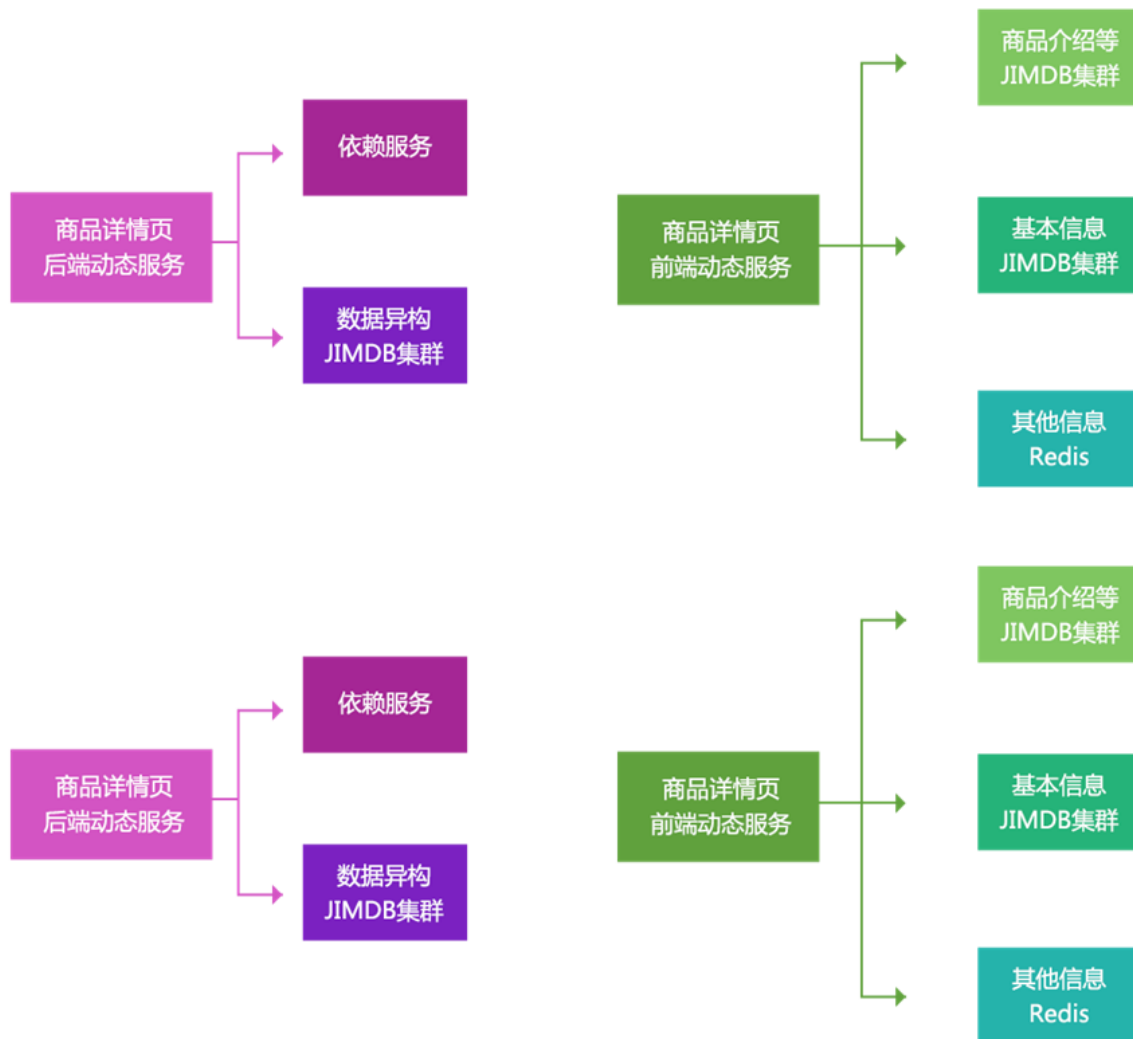 依赖服务
商品详情页
后端动态服务
数据异构
JIMDB集群
商品介绍等
JIMDB集群
商品详情页
前端动态服务
基本信息
JIMDB集群
其他信息
Redis
依赖服务
商品详情页
后端动态服务
数据异构
JIMDB集群
商品介绍等
JIMDB集群
商品详情页
前端动态服务
基本信息
JIMDB集群
其他信息
Redis